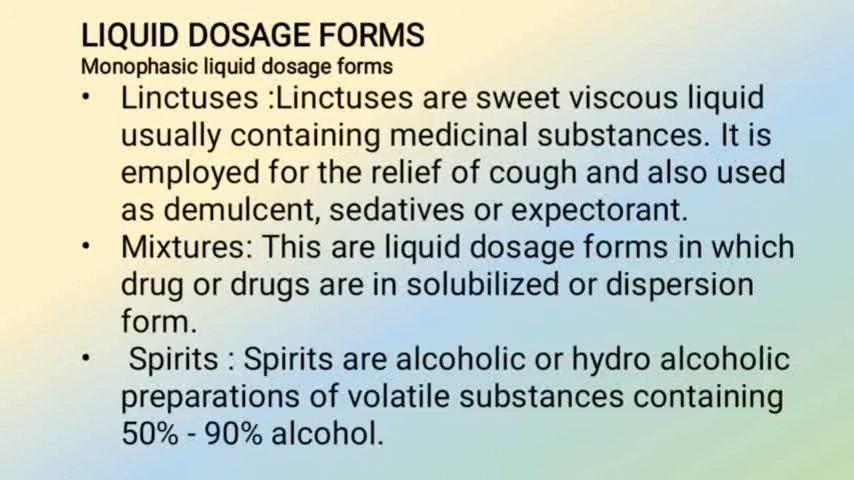 LIQUID DOSAGE FORMS
Monophasic liquid dosage forms
• Linctuses :Linctuses are sweet viscous liquid
usually containing medicinal substances. It is
employed for the relief of cough and also used
as demulcent, sedatives or expectorant.
• Mixtures: This are liquid dosage forms in which
drug or drugs are in solubilized or dispersion
form.
• Spirits : Spirits are alcoholic or hydro alcoholic
preparations of volatile substances containing
50% - 90% alcohol.